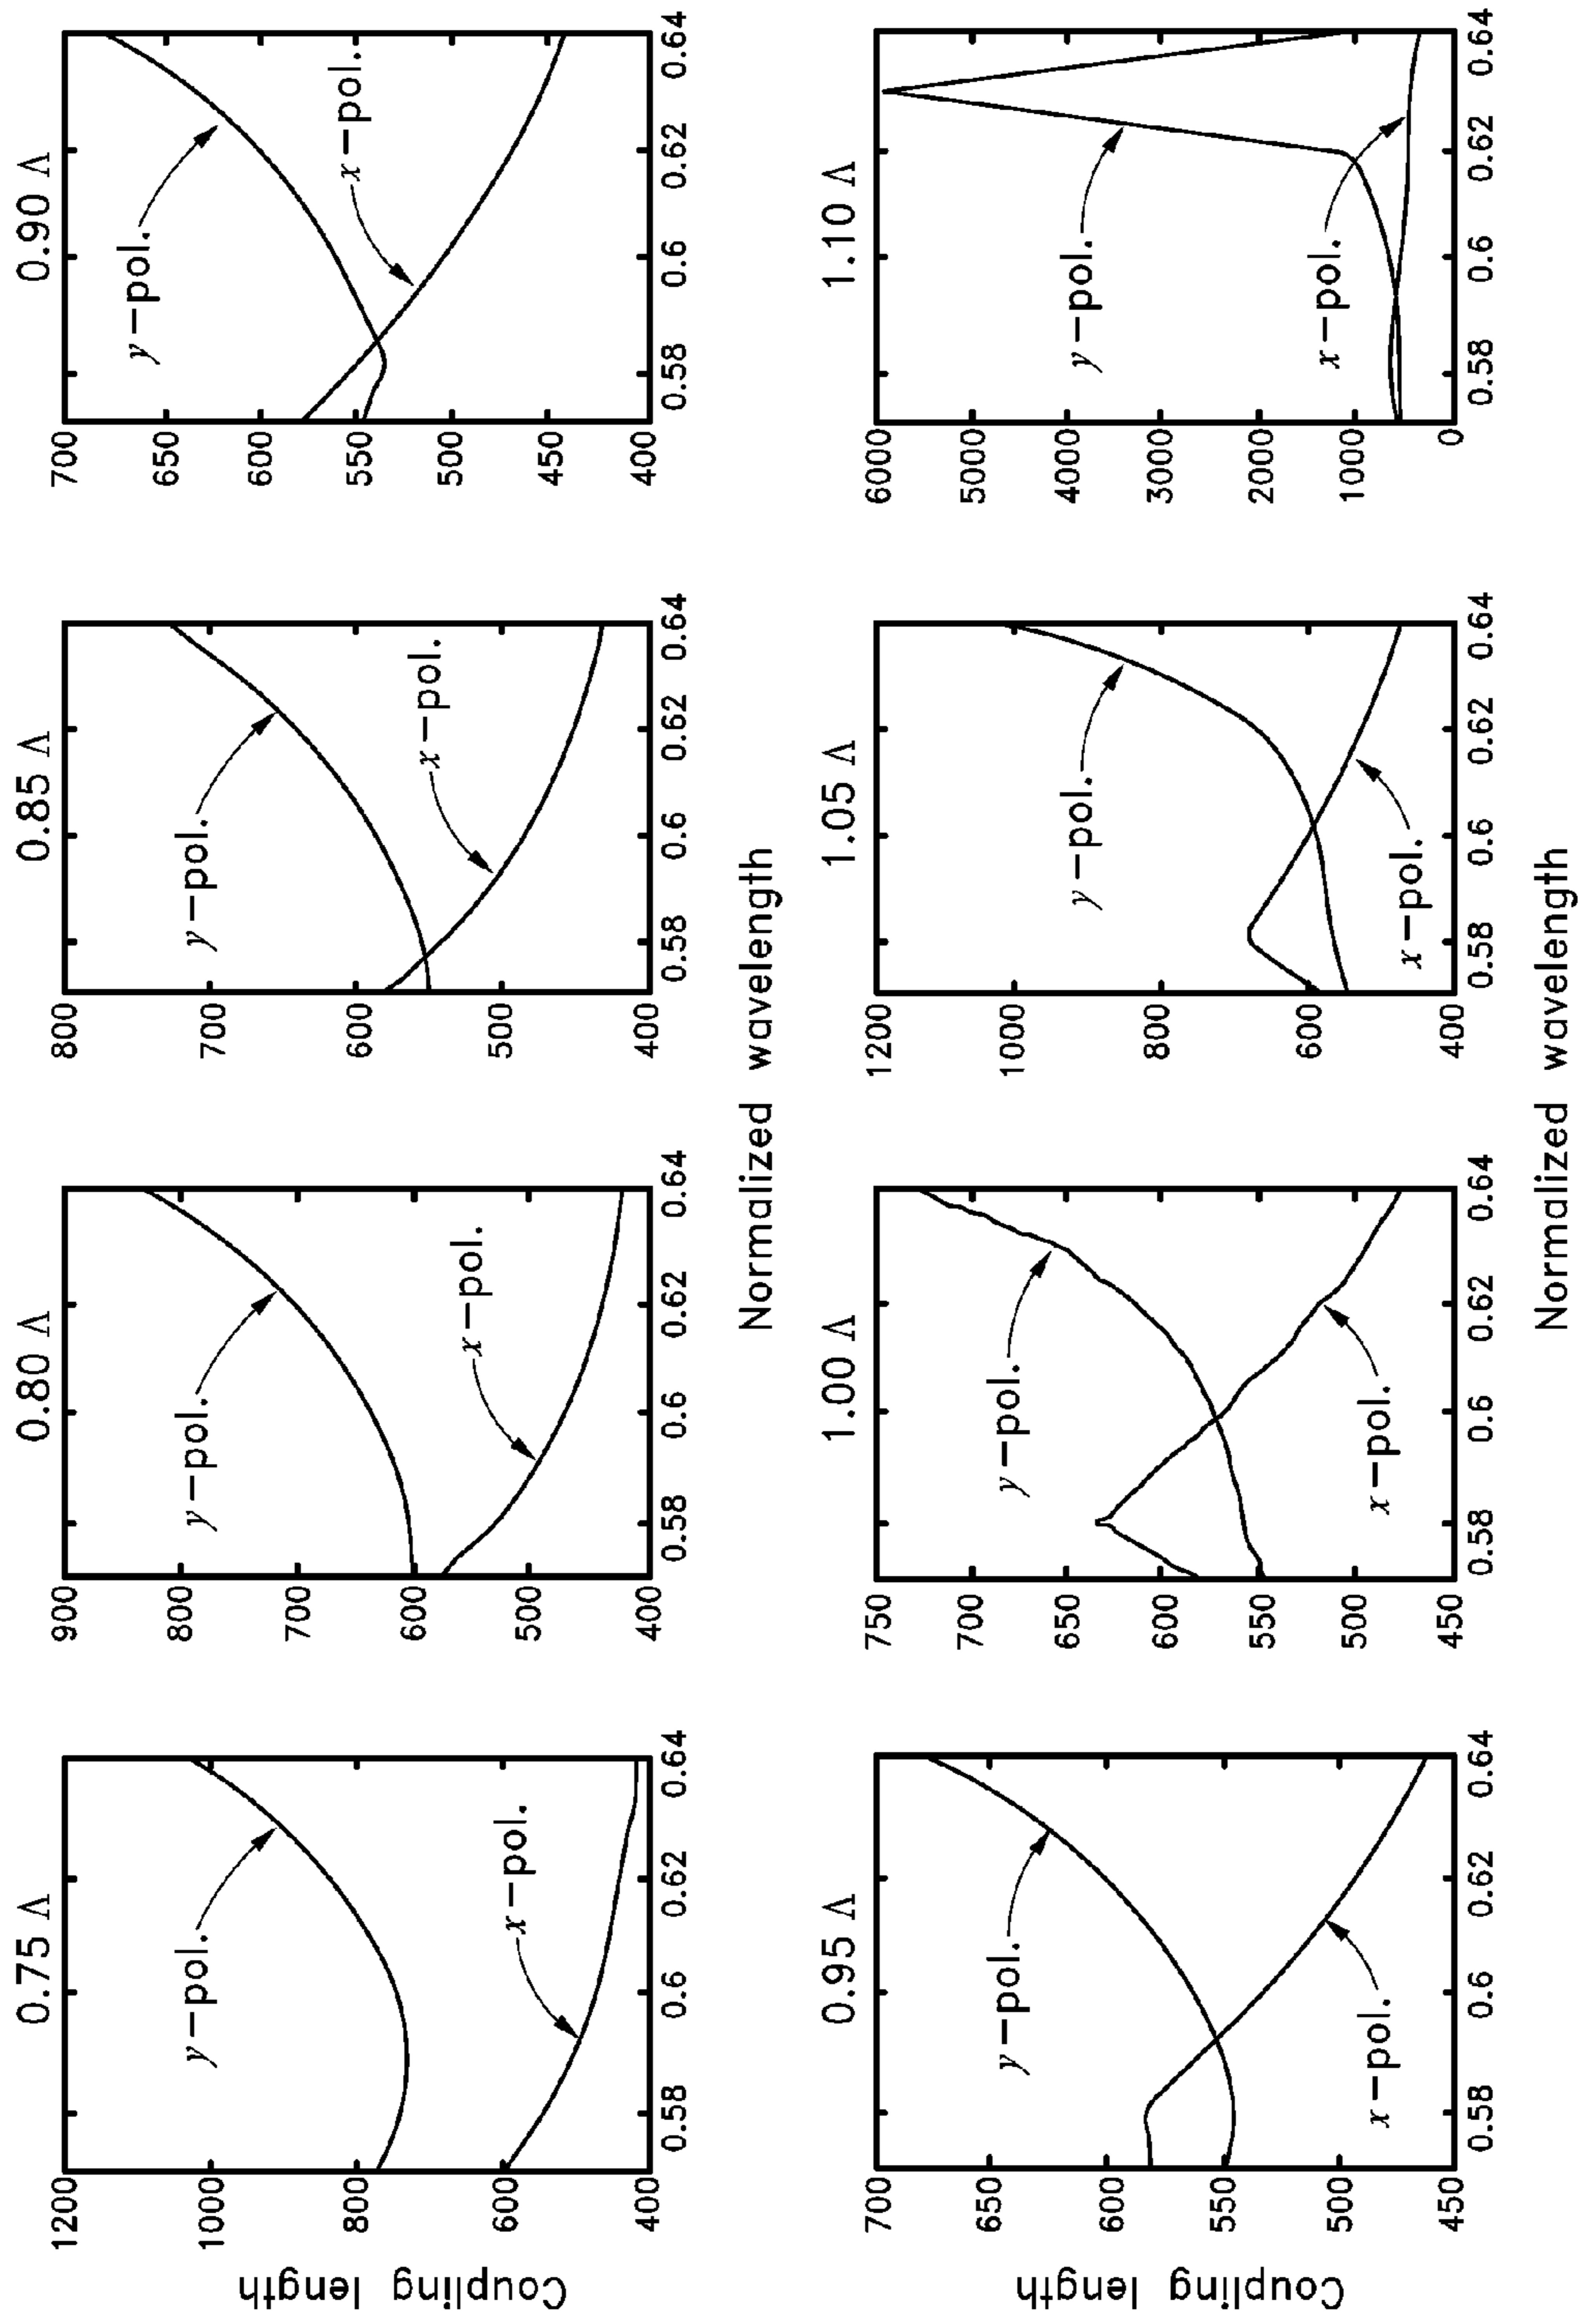 0.75 Λ
1200
1000
800
600
400
y-pol.
x-pol.
0.58 0.6 0.62 0.64
0.80 Λ
900
800
700
600
500
400
y-pol.
x-pol.
0.58 0.6 0.62 0.64
0.85 Λ
800
700
600
500
400
y-pol.
x-pol.
0.58 0.6 0.62 0.64
0.90 Λ
700
650
600
550
500
450
400
y-pol.
x-pol.
0.58 0.6 0.62 0.64
Coupling
length
Normalized wavelength
0.95 Λ
700
650
600
550
500
450
y-pol.
x-pol.
0.58 0.6 0.62 0.64
1.00 Λ
750
700
650
600
550
500
450
y-pol.
x-pol.
0.58 0.6 0.62 0.64
1.05 Λ
1200
1000
800
600
400
y-pol.
x-pol.
0.58 0.6 0.62 0.64
1.10 Λ
6000
5000
4000
3000
2000
1000
0
y-pol.
x-pol.
0.58 0.6 0.62 0.64
Coupling
length
Normalized wavelength